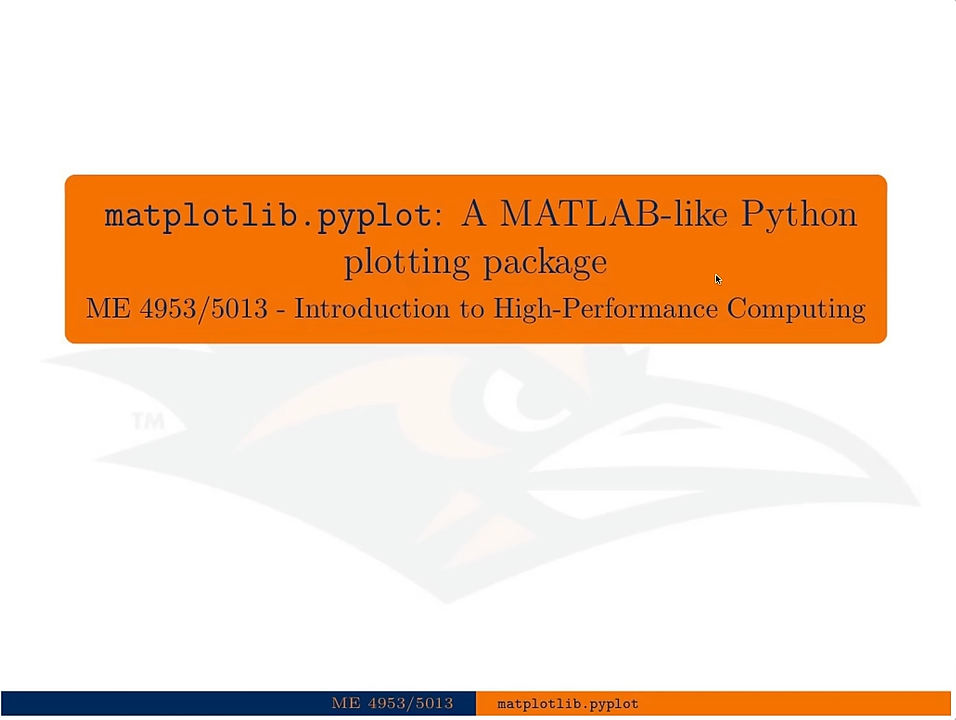 matplotlib.pyplot: A MATLAB-like Python
plotting package
ME 4953/5013 - Introduction to High-Performance Computing
TM
ME 4953/5013
matplotlib.pyplot